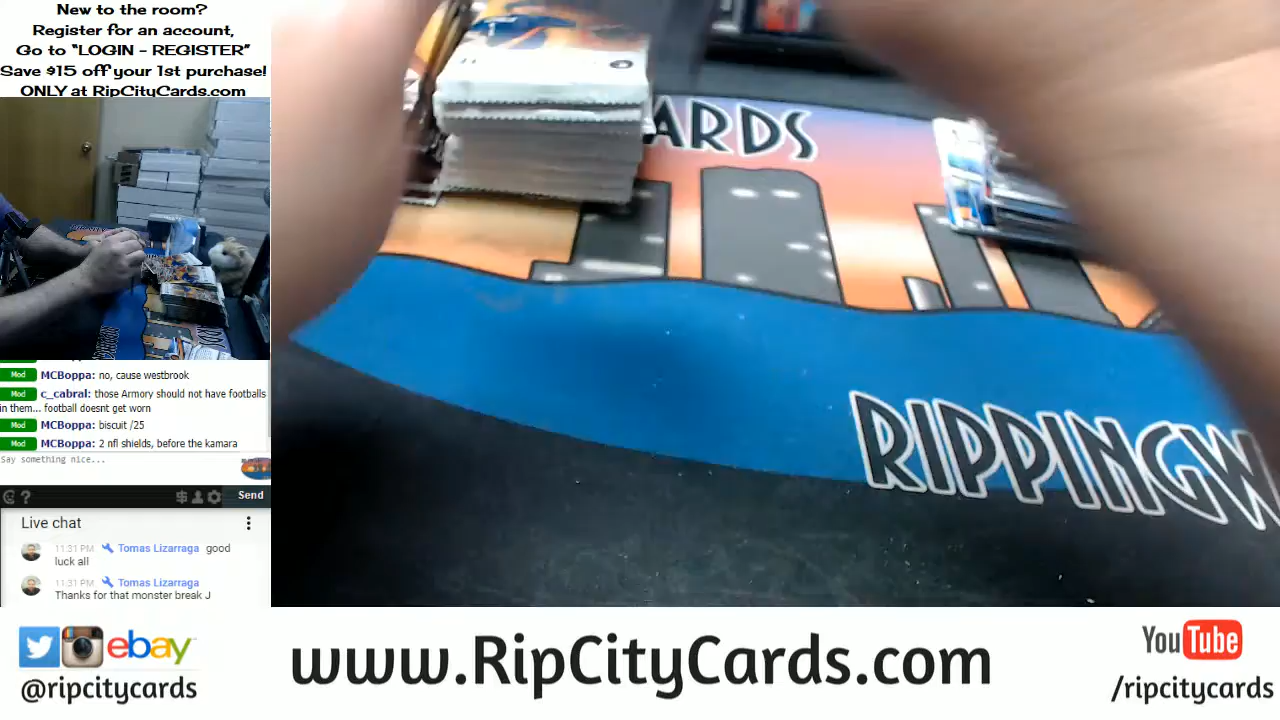 New to the room?
Register for an account,
Go to "LOGIN - REGISTER"
Save $15 off your 1st purchase!
ONLY at RipCityCards.com
ARDS
RIPPINGW
Mod MCBoppa: no, cause westbrook
Mod c_cabral: those Armory should not have footballs
in them... football doesnt get worn
Mod MCBoppa: biscuit /25
Mod MCBoppa: 2 nfl shields, before the kamara
Say something nice...
Send
Live chat
11:31 PM Tomas Lizarraga good
luck all
11:31 PM Tomas Lizarraga
Thanks for that monster break J
ebay
@ripcitycards
www.RipCityCards.com
YouTube
/ripcitycards